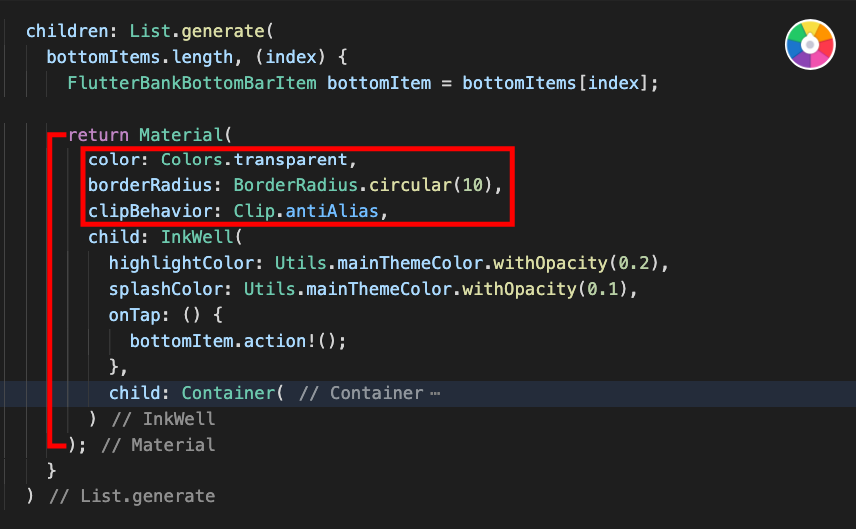 children: List.generate(
bottomItems.length, (index) {
FlutterBankBottomBarItem bottomItem = bottomItems[index];
return Material(
color: Colors.transparent,
borderRadius: BorderRadius.circular(10),
clipBehavior: Clip.antiAlias,
child: InkWell(
highlightColor: Utils.mainThemeColor.withOpacity(0.2),
splashColor: Utils.mainThemeColor.withOpacity(0.1),
onTap: () {
bottomItem.action!();
},
child: Container( // Container ⋯
) // InkWell
); // Material
}
) // List.generate